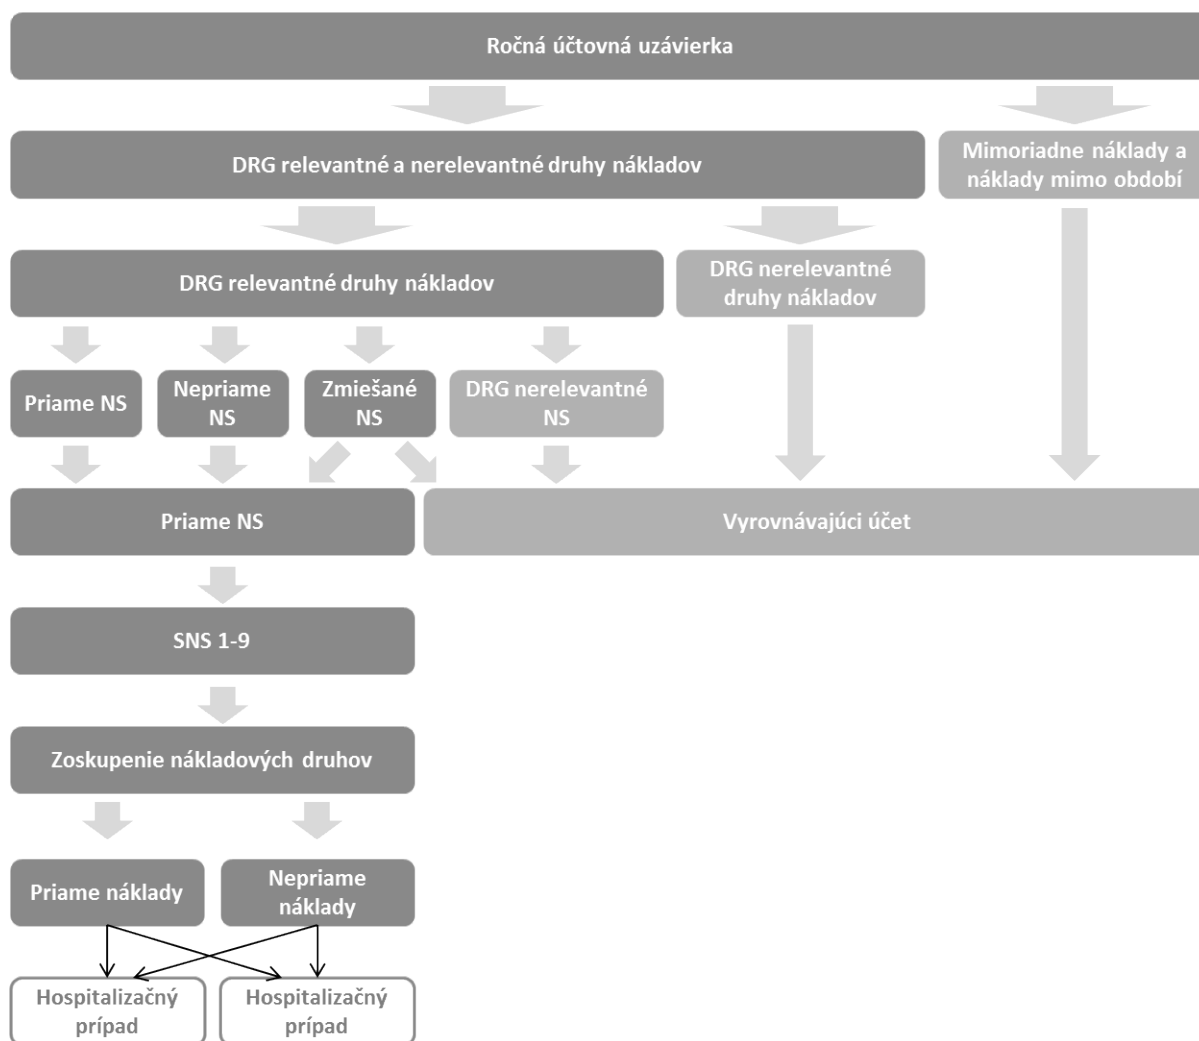 Ročná účtovná uzávierka
DRG relevantné a nerelevantné druhy nákladov
Mimoriadne náklady a
náklady mimo období
DRG relevantné druhy nákladov
DRG nerelevantné
druhy nákladov
Priame NS
Nepriame
NS
Zmiešané
NS
DRG nerelevantné
NS
Priame NS
Vyrovnávajúci účet
SNS 1-9
Zoskupenie nákladových druhov
Priame náklady
Nepriame
náklady
Hospitalizačný
prípad
Hospitalizačný
prípad